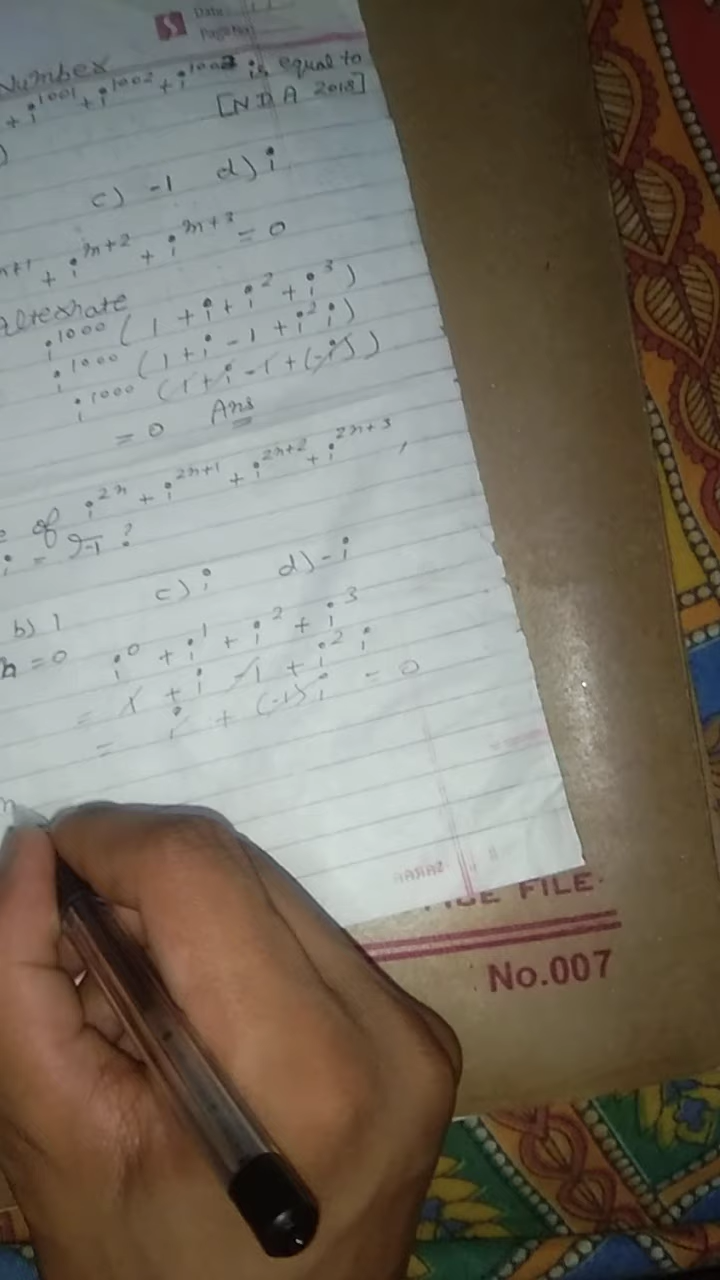 Date
Page No
Number
+ i¹⁰⁰¹ + i¹⁰⁰² + i¹⁰⁰³ is equal to
[NDA 2018]
)
c) -1 d) i
n+1 + iⁿ⁺² + iⁿ⁺³ = 0
Alternate
i¹⁰⁰⁰ (1 + i + i² + i³)
i¹⁰⁰⁰ (1 + i - 1 + i² i)
i¹⁰⁰⁰ (1 + i - 1 + (-i))
= 0 Ans
e of i²ⁿ + i²ⁿ⁺¹ + i²ⁿ⁺² + i²ⁿ⁺³,
i = √-1 ?
b) 1 c) i d) -i
n = 0 i⁰ + i¹ + i² + i³
= 1 + i - 1 + i² i
= i + (-1) i = 0
n
FILE
No.007